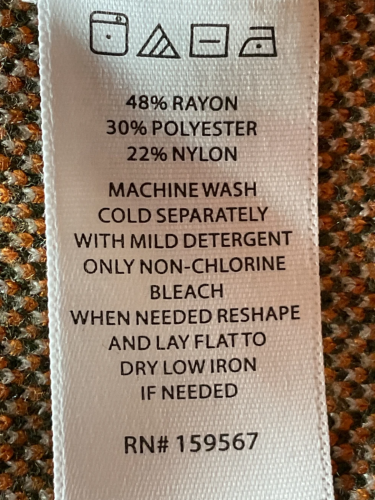 48% RAYON
30% POLYESTER
22% NYLON
MACHINE WASH
COLD SEPARATELY
WITH MILD DETERGENT
ONLY NON-CHLORINE
BLEACH
WHEN NEEDED RESHAPE
AND LAY FLAT TO
DRY LOW IRON
IF NEEDED
RN# 159567